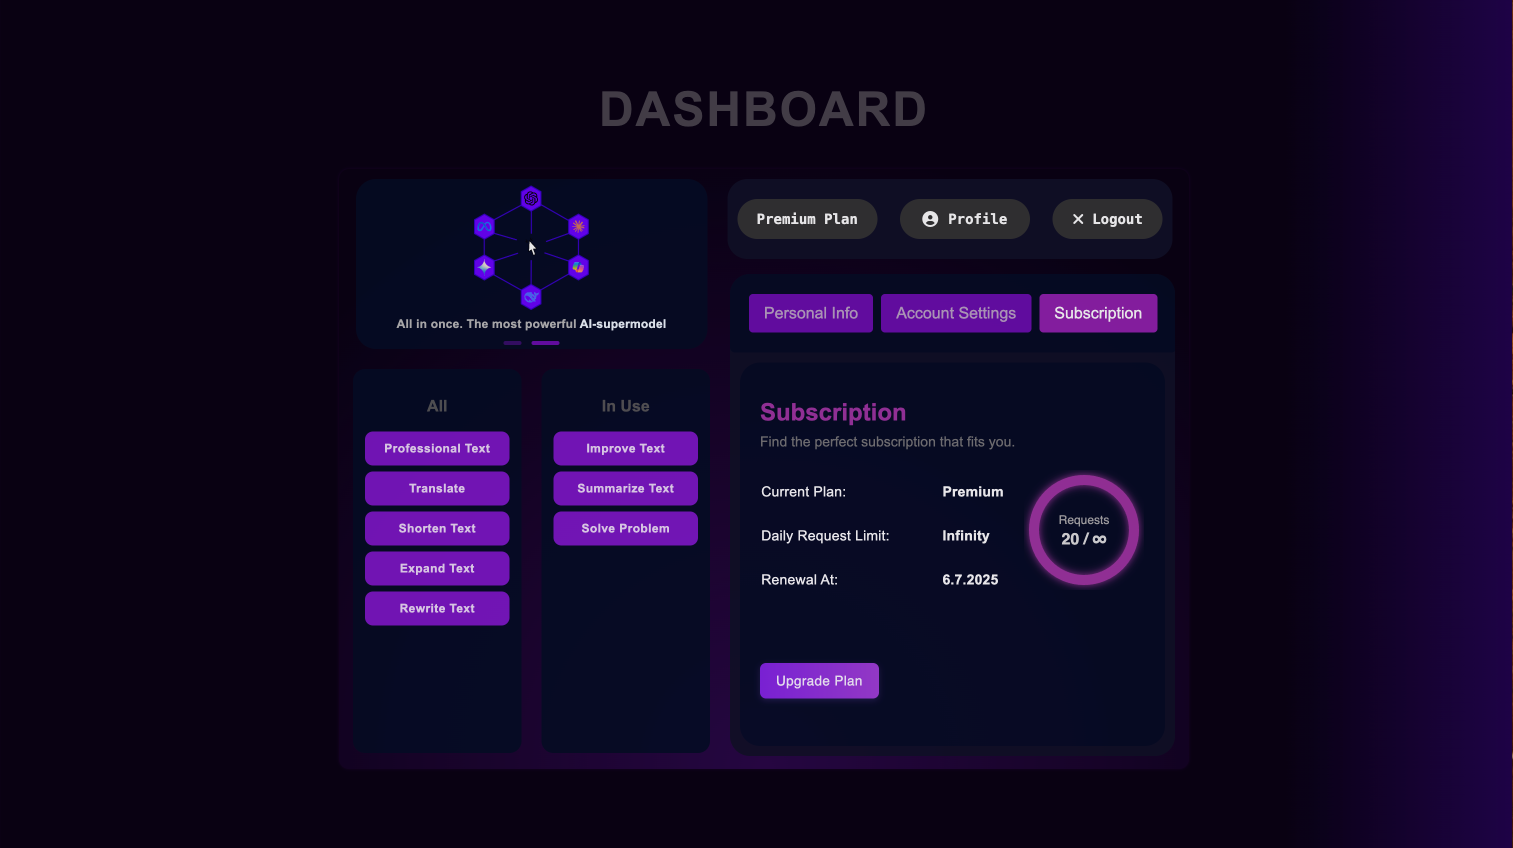 DASHBOARD
All in once. The most powerful AI-supermodel
Premium Plan
Profile
Logout
Personal Info
Account Settings
Subscription
All
Professional Text
Translate
Shorten Text
Expand Text
Rewrite Text
In Use
Improve Text
Summarize Text
Solve Problem
Subscription
Find the perfect subscription that fits you.
Current Plan: Premium
Daily Request Limit: Infinity
Renewal At: 6.7.2025
Requests
20 / ∞
Upgrade Plan